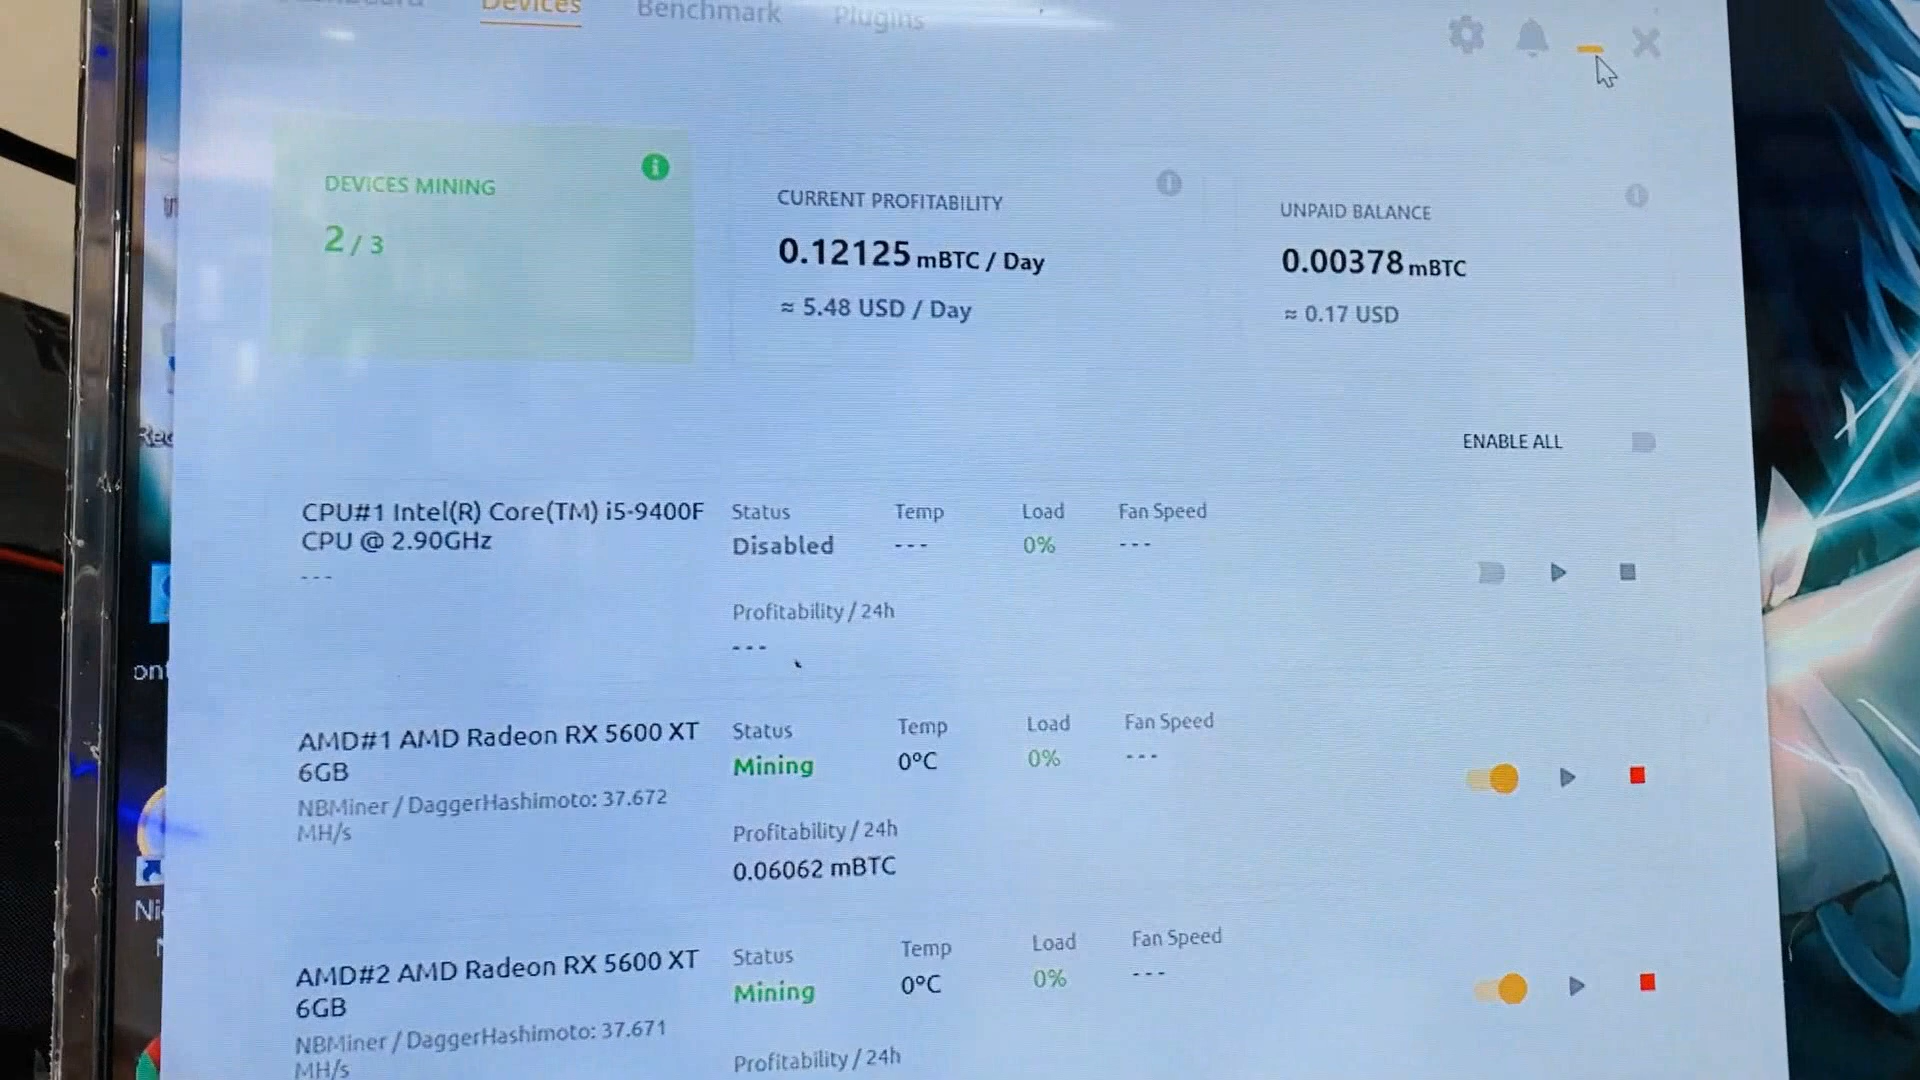 Devices
Benchmark
Plugins
DEVICES MINING
2 / 3
CURRENT PROFITABILITY
0.12125 mBTC / Day
≈ 5.48 USD / Day
UNPAID BALANCE
0.00378 mBTC
≈ 0.17 USD
ENABLE ALL
CPU#1 Intel(R) Core(TM) i5-9400F
CPU @ 2.90GHz
---
Status
Disabled
Temp
---
Load
0%
Fan Speed
---
Profitability / 24h
---
AMD#1 AMD Radeon RX 5600 XT
6GB
NBMiner / DaggerHashimoto: 37.672
MH/s
Status
Mining
Temp
0°C
Load
0%
Fan Speed
---
Profitability / 24h
0.06062 mBTC
AMD#2 AMD Radeon RX 5600 XT
6GB
NBMiner / DaggerHashimoto: 37.671
MH/s
Status
Mining
Temp
0°C
Load
0%
Fan Speed
---
Profitability / 24h